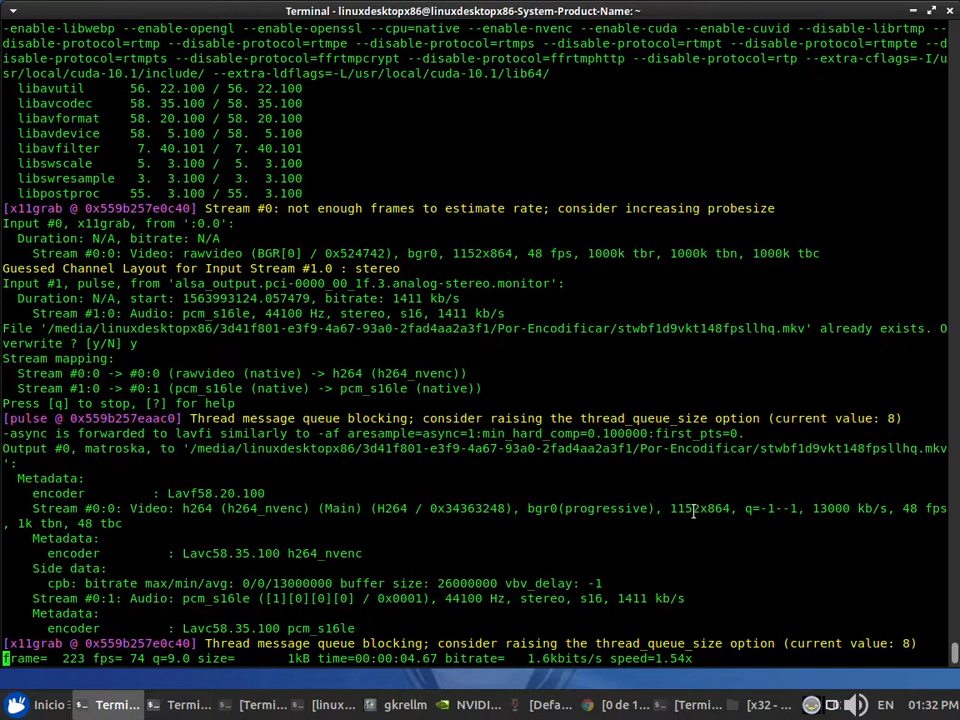 Terminal - linuxdesktopx86@linuxdesktopx86-System-Product-Name: ~
-enable-libwebp --enable-opengl --enable-openssl --cpu=native --enable-nvenc --enable-cuda --enable-cuvid --disable-librtmp --
disable-protocol=rtmp --disable-protocol=rtmpe --disable-protocol=rtmps --disable-protocol=rtmpt --disable-protocol=rtmpte --d
isable-protocol=rtmpts --disable-protocol=ffrtmpcrypt --disable-protocol=ffrtmphttp --disable-protocol=rtp --extra-cflags=-I/u
sr/local/cuda-10.1/include/ --extra-ldflags=-L/usr/local/cuda-10.1/lib64/
libavutil 56. 22.100 / 56. 22.100
libavcodec 58. 35.100 / 58. 35.100
libavformat 58. 20.100 / 58. 20.100
libavdevice 58. 5.100 / 58. 5.100
libavfilter 7. 40.101 / 7. 40.101
libswscale 5. 3.100 / 5. 3.100
libswresample 3. 3.100 / 3. 3.100
libpostproc 55. 3.100 / 55. 3.100
[x11grab @ 0x559b257e0c40] Stream #0: not enough frames to estimate rate; consider increasing probesize
Input #0, x11grab, from ':0.0':
Duration: N/A, bitrate: N/A
Stream #0:0: Video: rawvideo (BGR[0] / 0x524742), bgr0, 1152x864, 48 fps, 1000k tbr, 1000k tbn, 1000k tbc
Guessed Channel Layout for Input Stream #1.0 : stereo
Input #1, pulse, from 'alsa_output.pci-0000_00_1f.3.analog-stereo.monitor':
Duration: N/A, start: 1563993124.057479, bitrate: 1411 kb/s
Stream #1:0: Audio: pcm_s16le, 44100 Hz, stereo, s16, 1411 kb/s
File '/media/linuxdesktopx86/3d41f801-e3f9-4a67-93a0-2fad4aa2a3f1/Por-Encodificar/stwbf1d9vkt148fpsllhq.mkv' already exists. O
verwrite ? [y/N] y
Stream mapping:
Stream #0:0 -> #0:0 (rawvideo (native) -> h264 (h264_nvenc))
Stream #1:0 -> #0:1 (pcm_s16le (native) -> pcm_s16le (native))
Press [q] to stop, [?] for help
[pulse @ 0x559b257eaac0] Thread message queue blocking; consider raising the thread_queue_size option (current value: 8)
-async is forwarded to lavfi similarly to -af aresample=async=1:min_hard_comp=0.100000:first_pts=0.
Output #0, matroska, to '/media/linuxdesktopx86/3d41f801-e3f9-4a67-93a0-2fad4aa2a3f1/Por-Encodificar/stwbf1d9vkt148fpsllhq.mkv
':
Metadata:
encoder : Lavf58.20.100
Stream #0:0: Video: h264 (h264_nvenc) (Main) (H264 / 0x34363248), bgr0(progressive), 1152x864, q=-1--1, 13000 kb/s, 48 fps
, 1k tbn, 48 tbc
Metadata:
encoder : Lavc58.35.100 h264_nvenc
Side data:
cpb: bitrate max/min/avg: 0/0/13000000 buffer size: 26000000 vbv_delay: -1
Stream #0:1: Audio: pcm_s16le ([1][0][0][0] / 0x0001), 44100 Hz, stereo, s16, 1411 kb/s
Metadata:
encoder : Lavc58.35.100 pcm_s16le
[x11grab @ 0x559b257e0c40] Thread message queue blocking; consider raising the thread_queue_size option (current value: 8)
frame= 223 fps= 74 q=9.0 size= 1kB time=00:00:04.67 bitrate= 1.6kbits/s speed=1.54x
Inicio Termi... Termi... [Termi... [linux... gkrellm NVIDI... [Defa... [0 de 1... [Termi... [x32 - ... EN 01:32 PM